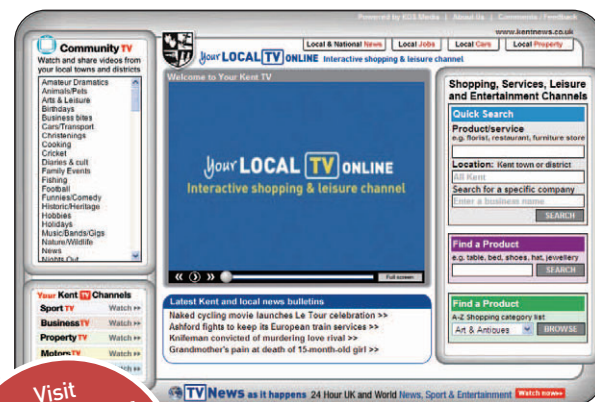 Powered by KOS Media | About Us | Comments / Feedback
www.kentnews.co.uk
Local & National News
Local Jobs
Local Cars
Local Property
Your LOCAL TV ONLINE Interactive shopping & leisure channel
Community TV
Watch and share videos from
your local towns and districts
Amateur Dramatics
Animals/Pets
Arts & Leisure
Birthdays
Business bites
Cars/Transport
Christenings
Cooking
Cricket
Diaries & cult
Family Events
Fishing
Football
Funnies/Comedy
Historic/Heritage
Hobbies
Holidays
Music/Bands/Gigs
Nature/Wildlife
News
Nights Out
Your Kent TV Channels
Sport TV Watch
Business TV Watch
Property TV Watch
Motors TV Watch
Visit
Welcome to Your Kent TV
Your LOCAL TV ONLINE
Interactive shopping & leisure channel
Full screen
Latest Kent and local news bulletins
Naked cycling movie launches Le Tour celebration >>
Ashford fights to keep its European train services >>
Knifeman convicted of murdering love rival >>
Grandmother's pain at death of 15-month-old girl >>
Shopping, Services, Leisure
and Entertainment Channels
Quick Search
Product/service
e.g. florist, restaurant, furniture store
Location: Kent town or district
All Kent
Search for a specific company
Enter a business name
SEARCH
Find a Product
e.g. table, bed, shoes, hat, jewellery
SEARCH
Find a Product
A-Z Shopping category list
Art & Antiques
BROWSE
TV News as it happens 24 Hour UK and World News, Sport & Entertainment Watch now>>